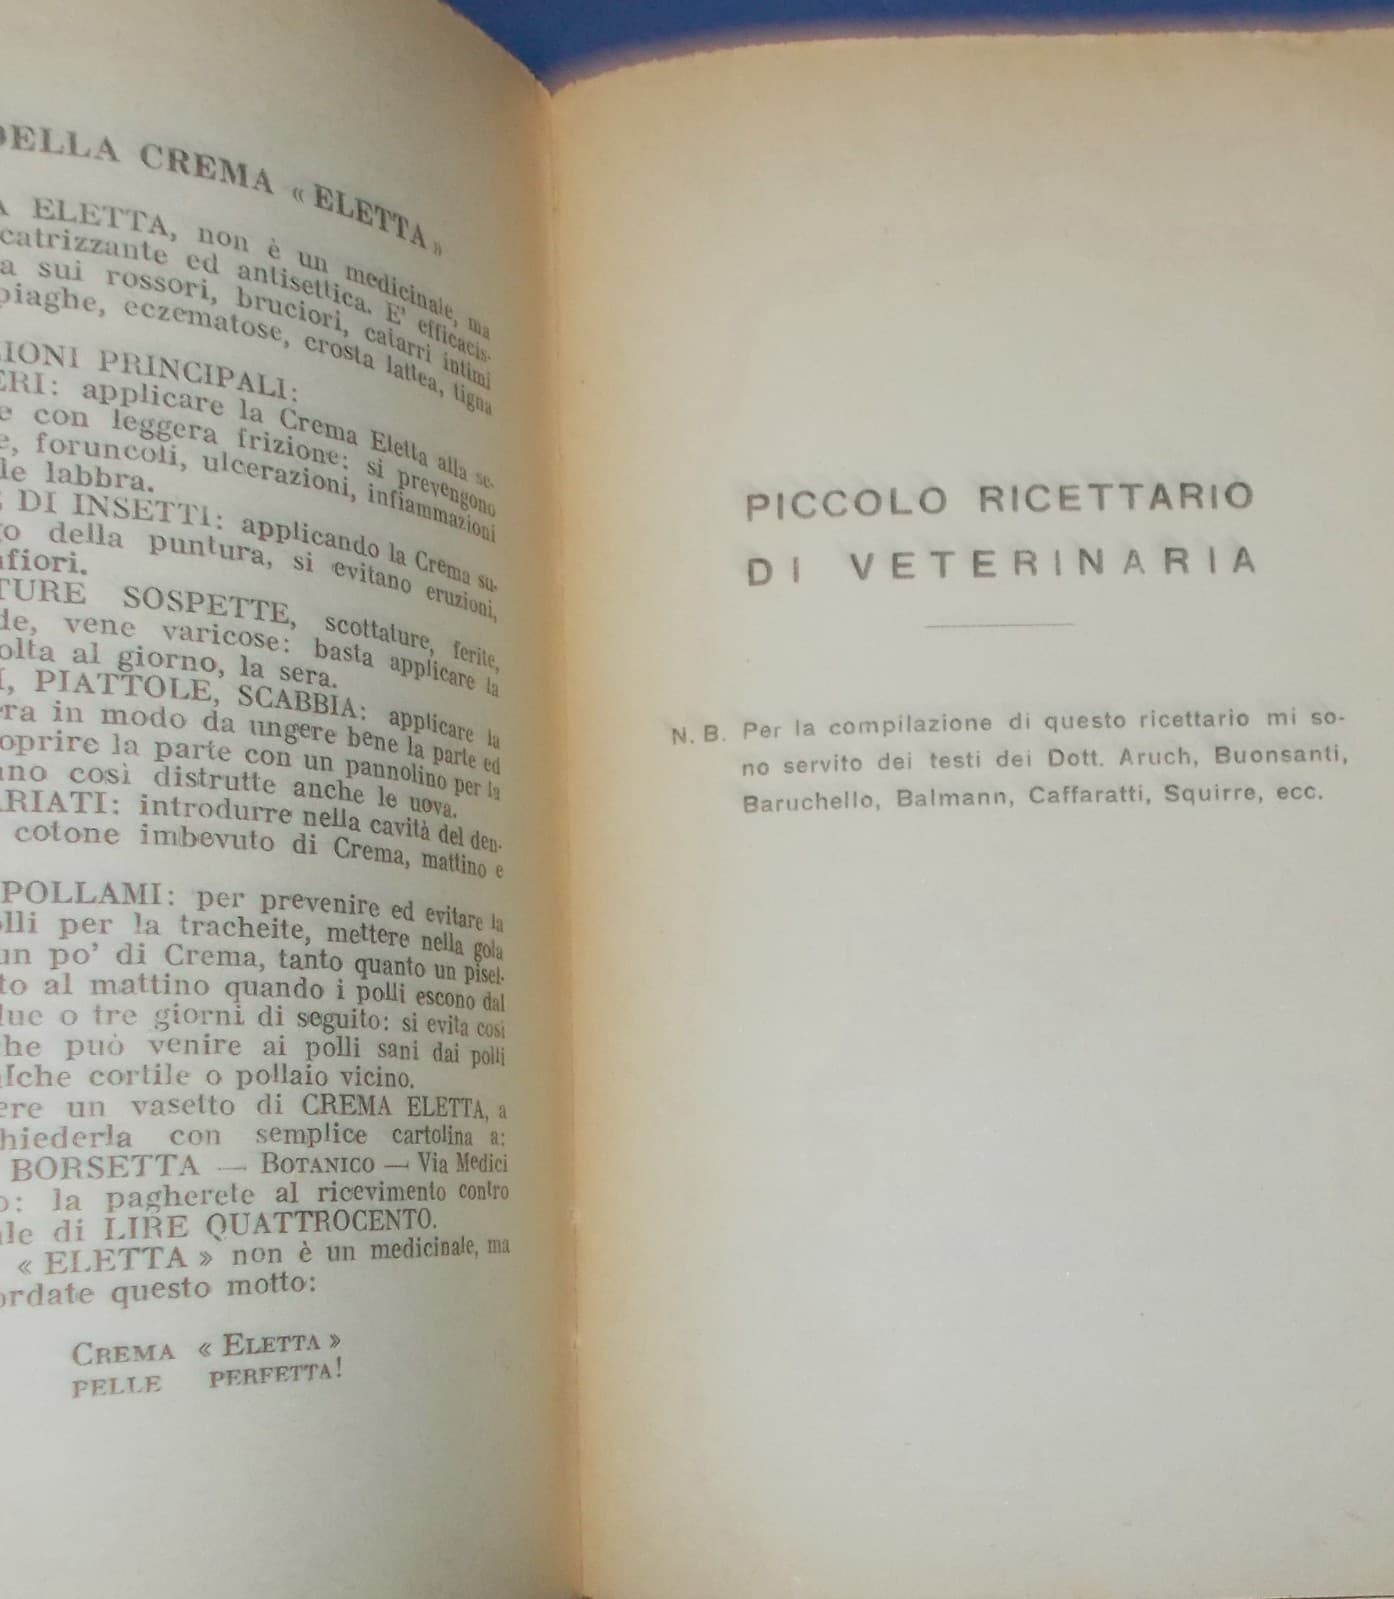 DELLA CREMA « ELETTA »
ELETTA, non è un medicinale, ma
catrizzante ed antisettica. E' efficacis-
a sui rossori, bruciori, catarri intimi
piaghe, eczematose, crosta lattea, tigna
IONI PRINCIPALI:
ERI: applicare la Crema Eletta alla se-
e con leggera frizione: si prevengono
e, foruncoli, ulcerazioni, infiammazioni
le labbra.
DI INSETTI: applicando la Crema su-
go della puntura, si evitano eruzioni,
fiori.
TURE SOSPETTE, scottature, ferite,
de, vene varicose: basta applicare la
olta al giorno, la sera.
I, PIATTOLE, SCABBIA: applicare la
era in modo da ungere bene la parte ed
oprire la parte con un pannolino per la
ano così distrutte anche le uova.
ARIATI: introdurre nella cavità del den-
cotone imbevuto di Crema, mattino e
POLLAMI: per prevenire ed evitare la
olli per la tracheite, mettere nella gola
un po' di Crema, tanto quanto un pisel-
to al mattino quando i polli escono dal
due o tre giorni di seguito: si evita così
che può venire ai polli sani dai polli
alche cortile o pollaio vicino.
ere un vasetto di CREMA ELETTA, a
hiederla con semplice cartolina a:
BORSETTA — BOTANICO — Via Medici
o: la pagherete al ricevimento contro
ale di LIRE QUATTROCENTO.
« ELETTA » non è un medicinale, ma
ordate questo motto:
CREMA « ELETTA »
PELLE PERFETTA!
PICCOLO RICETTARIO
DI VETERINARIA
N. B. Per la compilazione di questo ricettario mi so-
no servito dei testi dei Dott. Aruch, Buonsanti,
Baruchello, Balmann, Caffaratti, Squirre, ecc.